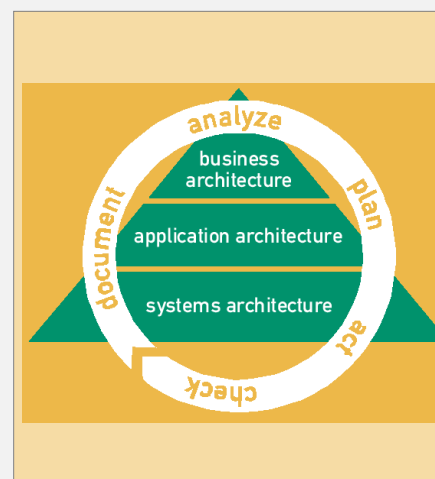 analyze
business
architecture
plan
document
application architecture
systems architecture
act
check